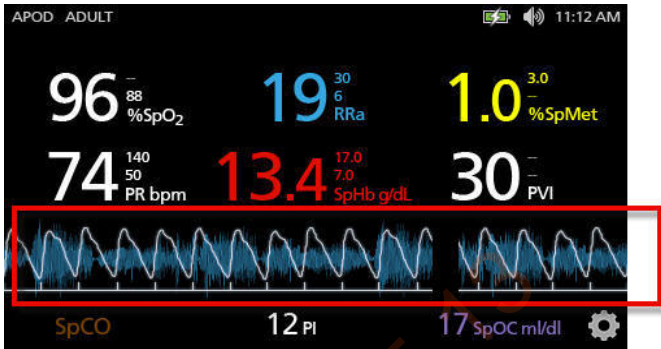 APOD ADULT 11:12 AM
96 -- 88 %SpO2
19 30 6 RRa
1.0 3.0 -- %SpMet
74 140 50 PR bpm
13.4 17.0 7.0 SpHb g/dL
30 -- -- PVI
SpCO 12 PI 17 SpOC ml/dl